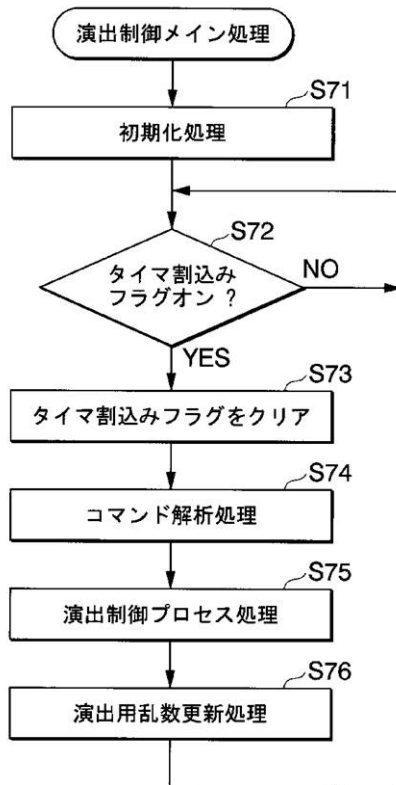 演出制御メイン処理
S71
初期化処理
S72
タイマ割込み
フラグオン ?
NO
YES
S73
タイマ割込みフラグをクリア
S74
コマンド解析処理
S75
演出制御プロセス処理
S76
演出用乱数更新処理